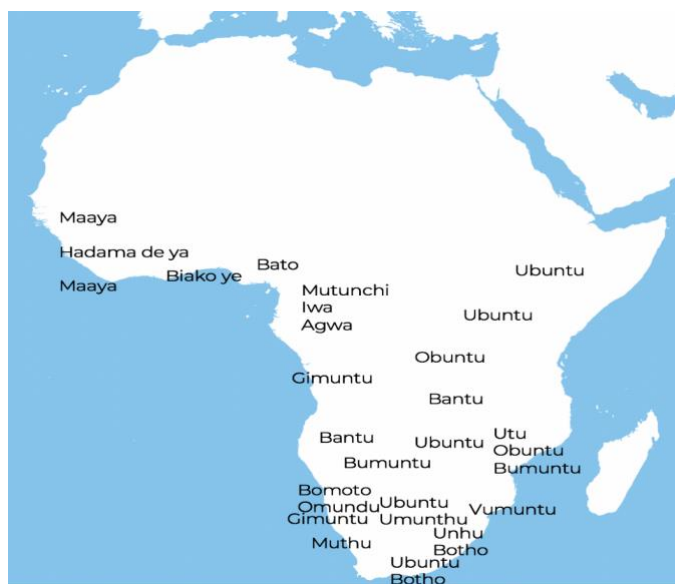 Maaya
Hadama de ya
Maaya
Biako ye
Bato
Mutunchi
Iwa
Agwa
Ubuntu
Ubuntu
Obuntu
Gimuntu
Bantu
Bantu
Ubuntu
Utu
Obuntu
Bumuntu
Bumuntu
Bomoto
Omundu
Gimuntu
Ubuntu
Umunthu
Vumuntu
Muthu
Unhu
Botho
Ubuntu
Botho